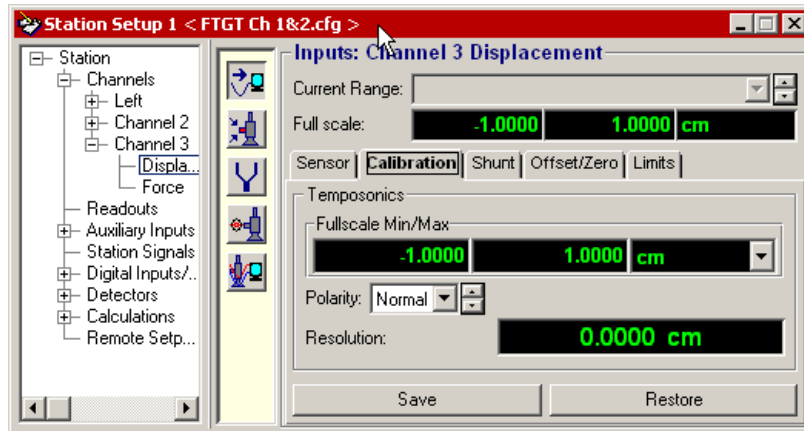 Station Setup 1 < FTGT Ch 1&2.cfg >
Station
Channels
Left
Channel 2
Channel 3
Displa...
Force
Readouts
Auxiliary Inputs
Station Signals
Digital Inputs/..
Detectors
Calculations
Remote Setp...
Inputs: Channel 3 Displacement
Current Range:
Full scale: -1.0000 1.0000 cm
Sensor Calibration Shunt Offset/Zero Limits
Temposonics
Fullscale Min/Max
-1.0000 1.0000 cm
Polarity: Normal
Resolution: 0.0000 cm
Save Restore